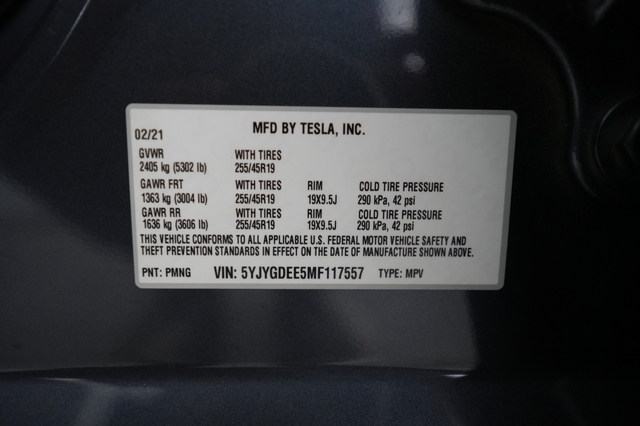 02/21 MFD BY TESLA, INC.
GVWR WITH TIRES
2405 kg (5302 lb) 255/45R19
GAWR FRT WITH TIRES RIM COLD TIRE PRESSURE
1363 kg (3004 lb) 255/45R19 19X9.5J 290 kPa, 42 psi
GAWR RR WITH TIRES RIM COLD TIRE PRESSURE
1636 kg (3606 lb) 255/45R19 19X9.5J 290 kPa, 42 psi
THIS VEHICLE CONFORMS TO ALL APPLICABLE U.S. FEDERAL MOTOR VEHICLE SAFETY AND
THEFT PREVENTION STANDARDS IN EFFECT ON THE DATE OF MANUFACTURE SHOWN ABOVE.
PNT: PMNG VIN: 5YJYGDEE5MF117557 TYPE: MPV